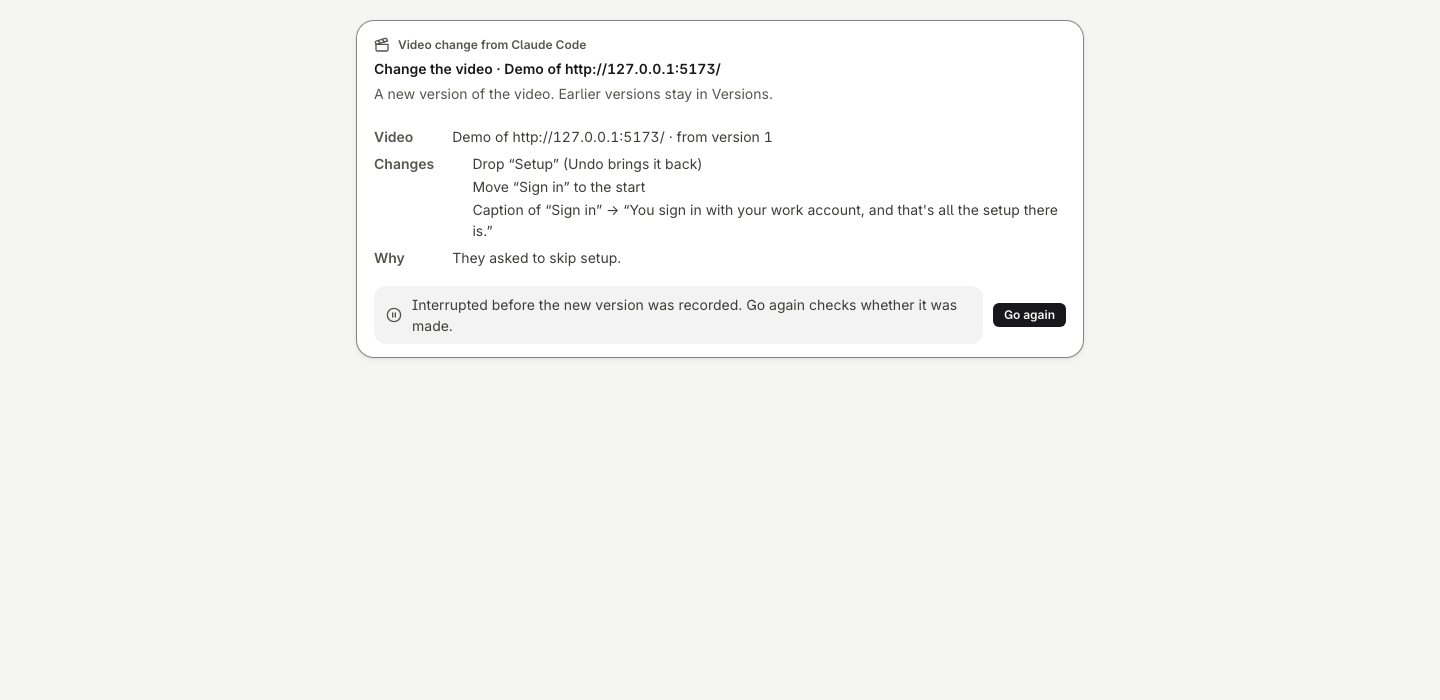 Video change from Claude Code
Change the video · Demo of http://127.0.0.1:5173/
A new version of the video. Earlier versions stay in Versions.
Video Demo of http://127.0.0.1:5173/ · from version 1
Changes Drop “Setup” (Undo brings it back)
Move “Sign in” to the start
Caption of “Sign in” → “You sign in with your work account, and that's all the setup there
is.”
Why They asked to skip setup.
Interrupted before the new version was recorded. Go again checks whether it was
made.
Go again